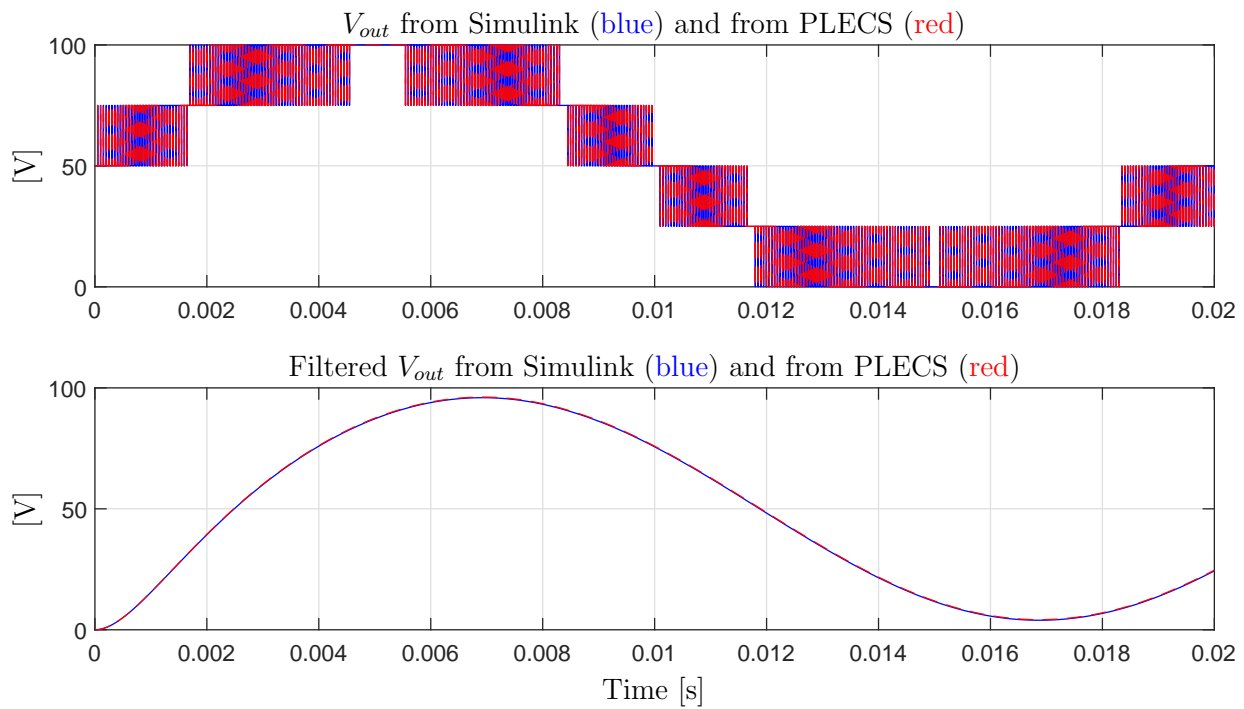 V_out from Simulink (blue) and from PLECS (red)
100
50
0
[V]
0 0.002 0.004 0.006 0.008 0.01 0.012 0.014 0.016 0.018 0.02
Filtered V_out from Simulink (blue) and from PLECS (red)
100
50
0
[V]
0 0.002 0.004 0.006 0.008 0.01 0.012 0.014 0.016 0.018 0.02
Time [s]